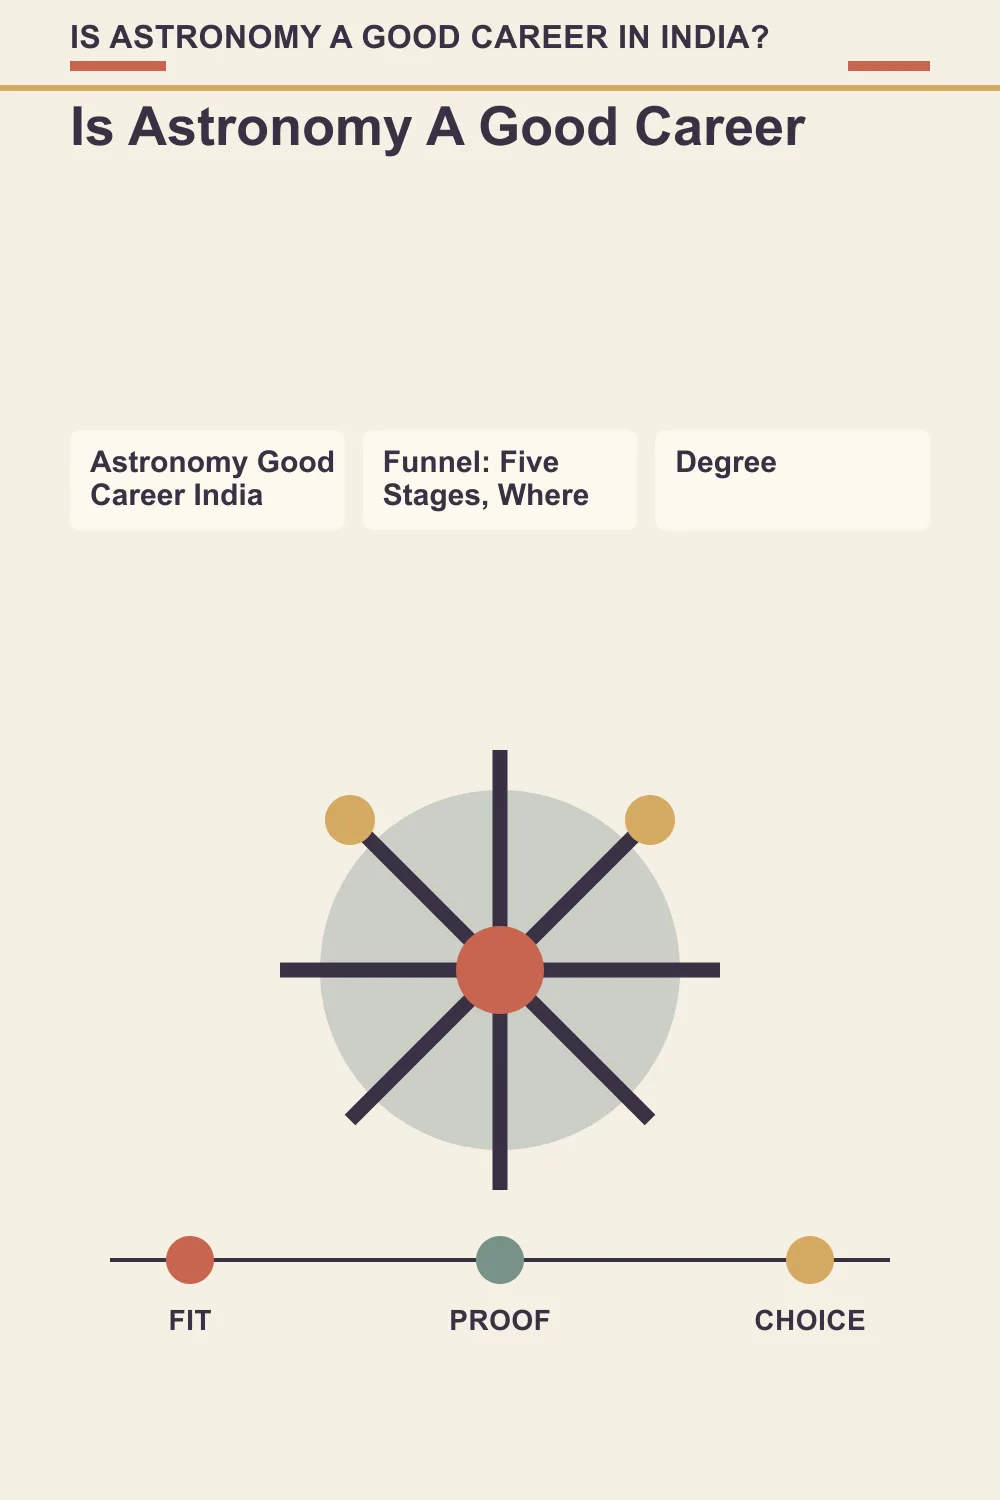 IS ASTRONOMY A GOOD CAREER IN INDIA?
Is Astronomy A Good Career
Astronomy Good
Career India
Funnel: Five
Stages, Where
Degree
FIT
PROOF
CHOICE